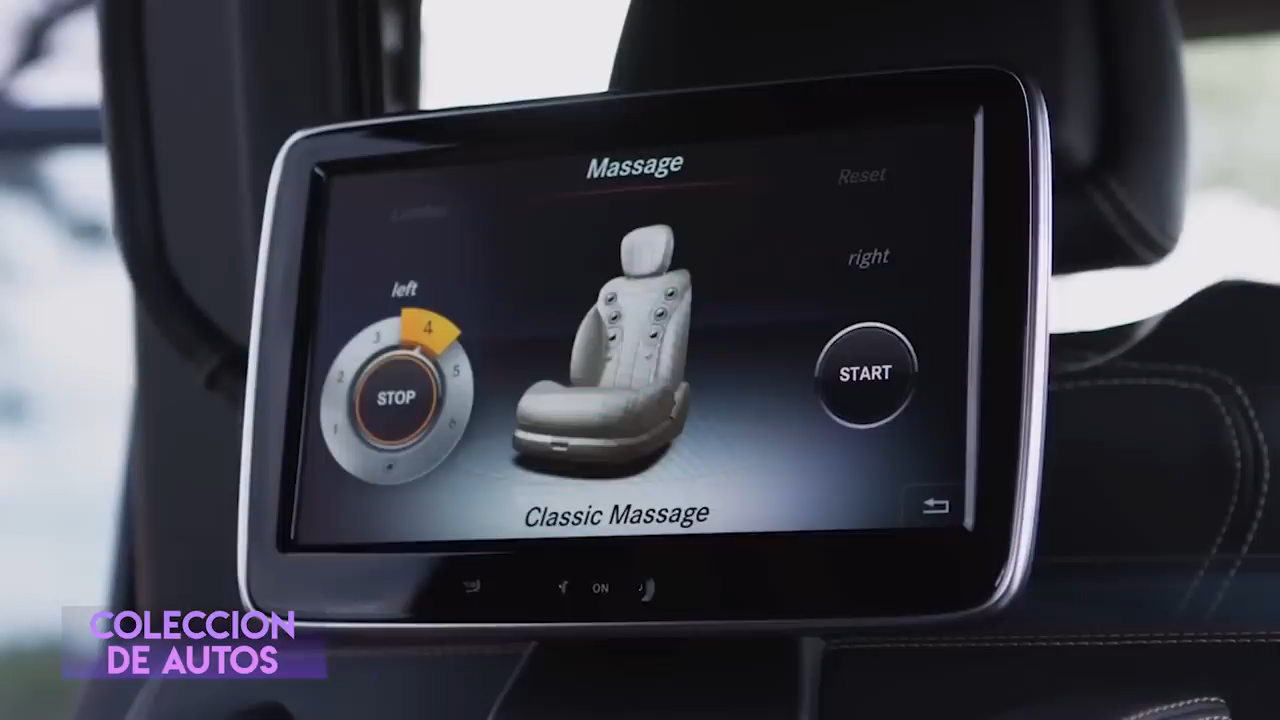 Massage
Reset
right
left
4
3
5
2
STOP
START
1
6
Classic Massage
ON
COLECCION
DE AUTOS